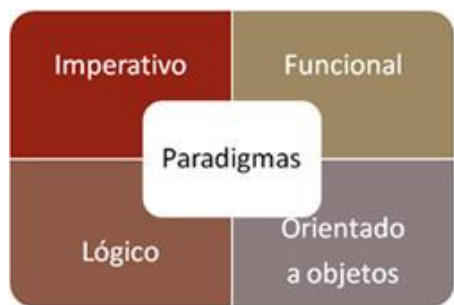 Imperativo
Funcional
Paradigmas
Lógico
Orientado
a objetos